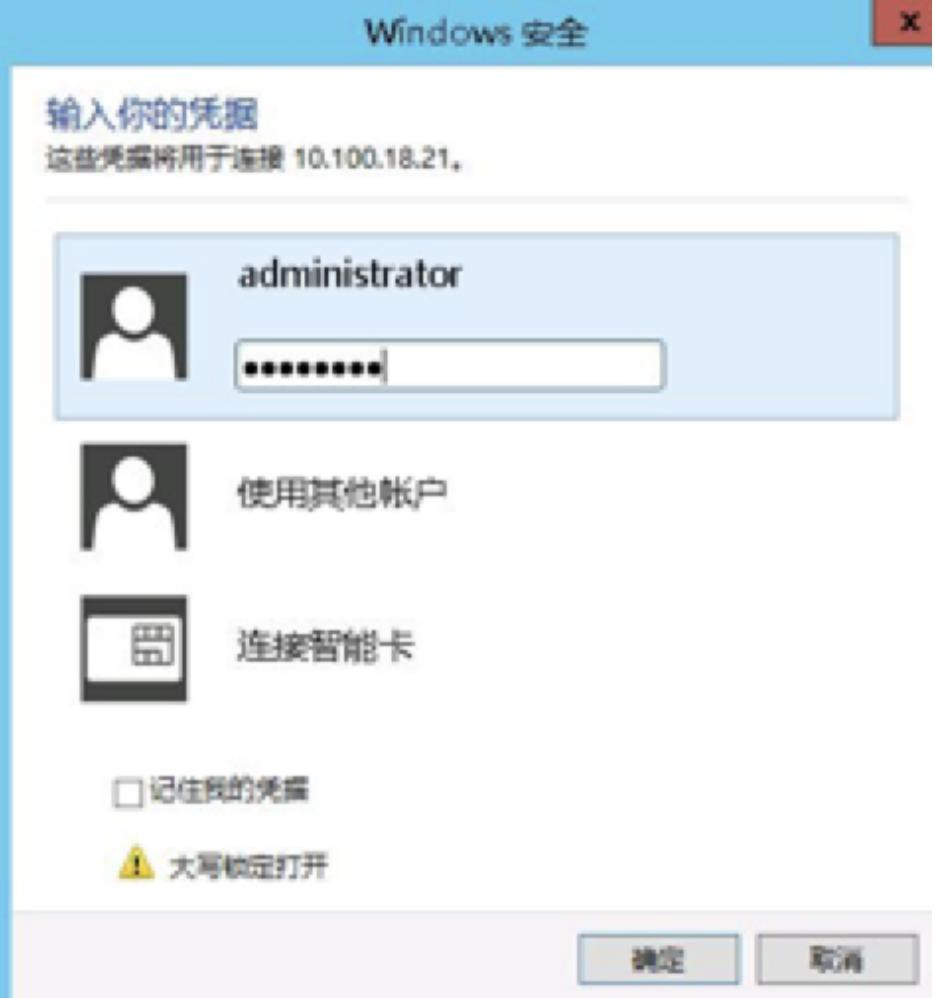 Windows 安全
输入你的凭据
这些凭据将用于连接 10.100.18.21。
administrator
使用其他帐户
连接智能卡
记住我的凭据
大写锁定打开
确定
取消